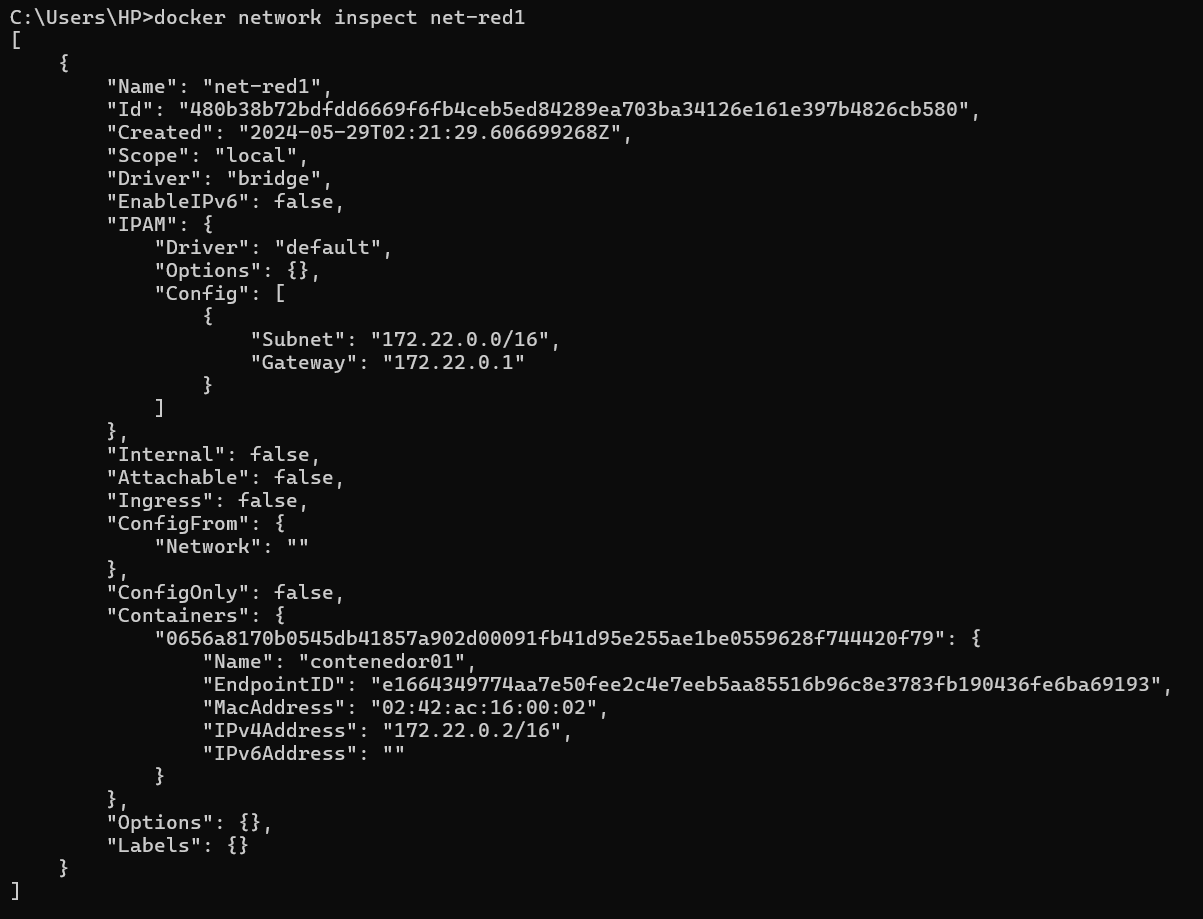 C:\Users\HP>docker network inspect net-red1
[
    {
        "Name": "net-red1",
        "Id": "480b38b72bdfdd6669f6fb4ceb5ed84289ea703ba34126e161e397b4826cb580",
        "Created": "2024-05-29T02:21:29.606699268Z",
        "Scope": "local",
        "Driver": "bridge",
        "EnableIPv6": false,
        "IPAM": {
            "Driver": "default",
            "Options": {},
            "Config": [
                {
                    "Subnet": "172.22.0.0/16",
                    "Gateway": "172.22.0.1"
                }
            ]
        },
        "Internal": false,
        "Attachable": false,
        "Ingress": false,
        "ConfigFrom": {
            "Network": ""
        },
        "ConfigOnly": false,
        "Containers": {
            "0656a8170b0545db41857a902d00091fb41d95e255ae1be0559628f744420f79": {
                "Name": "contenedor01",
                "EndpointID": "e1664349774aa7e50fee2c4e7eeb5aa85516b96c8e3783fb190436fe6ba69193",
                "MacAddress": "02:42:ac:16:00:02",
                "IPv4Address": "172.22.0.2/16",
                "IPv6Address": ""
            }
        },
        "Options": {},
        "Labels": {}
    }
]